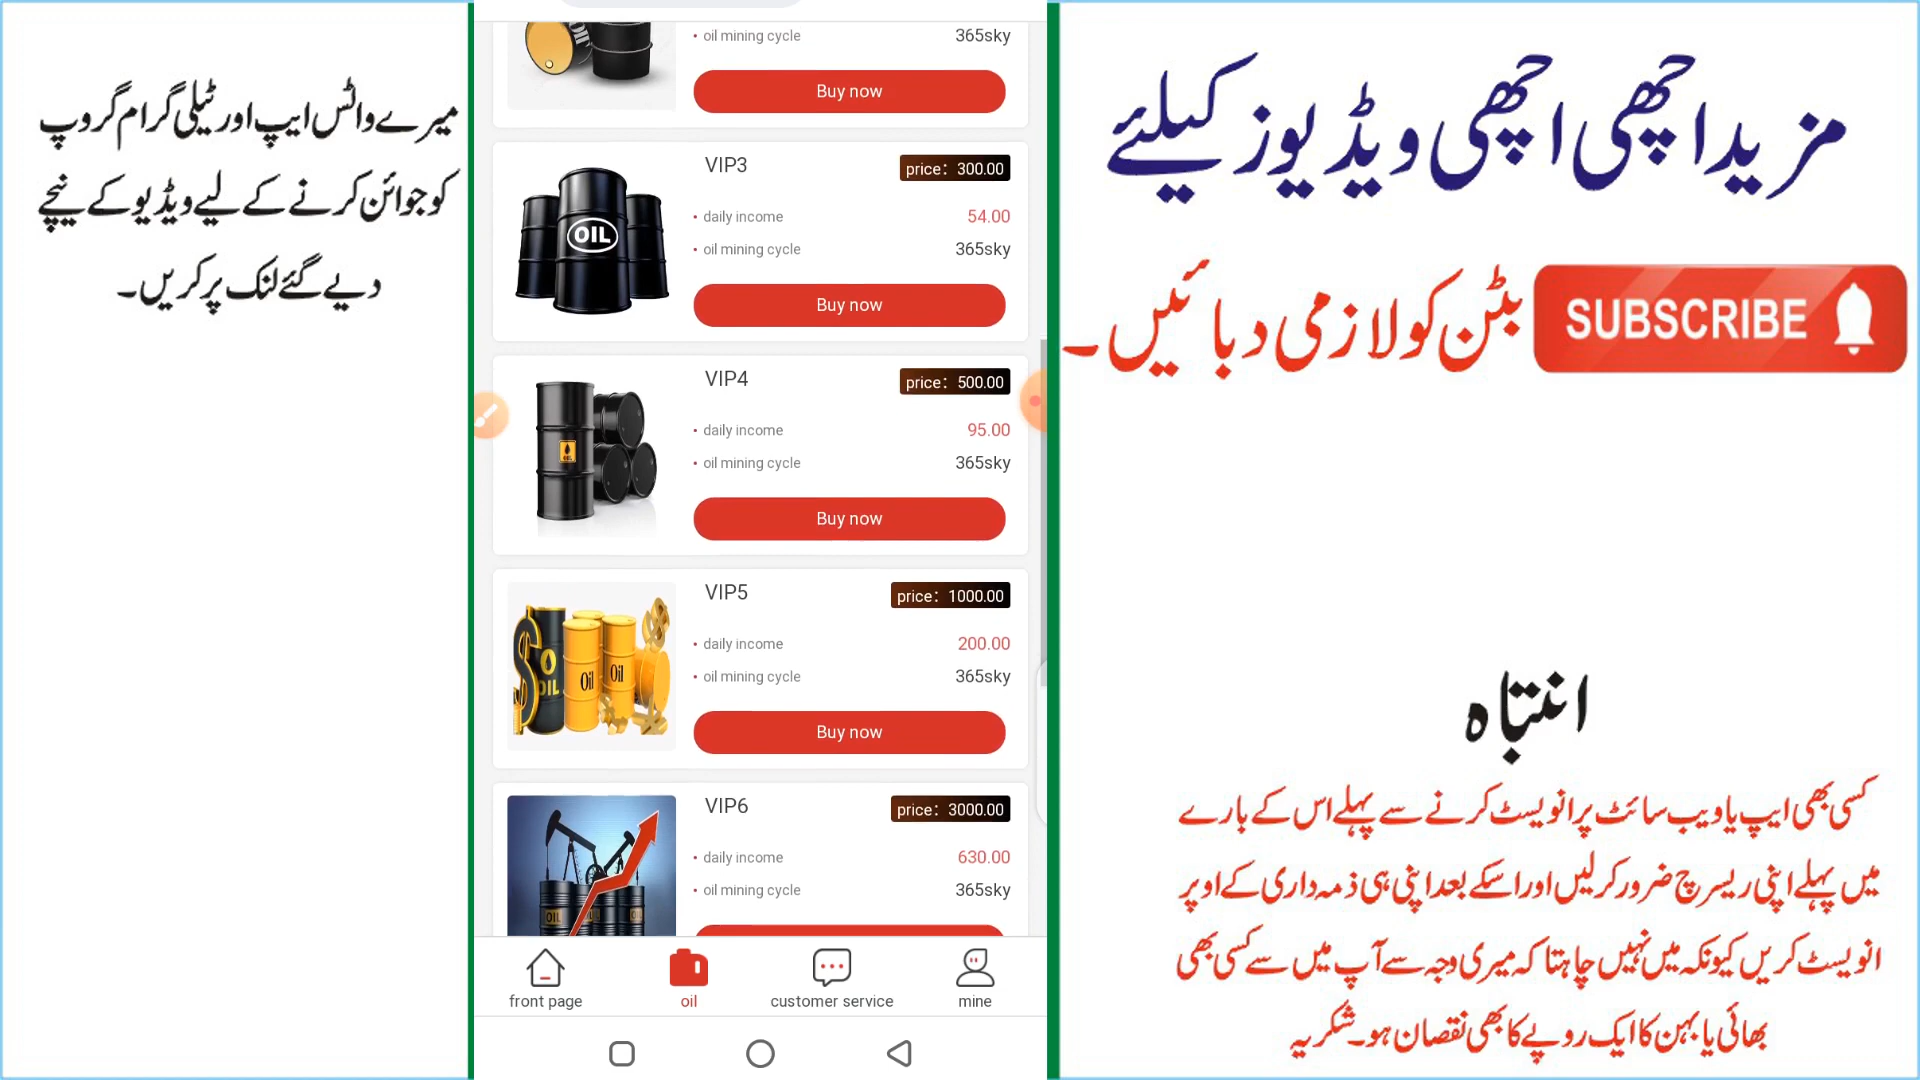 میرے واٹس ایپ اور ٹیلی گرام گروپ
کو جوائن کرنے کے لیے ویڈیو کے نیچے
دیے گئے لنک پر کریں۔
oil mining cycle 365sky
Buy now
VIP3 price: 300.00
daily income 54.00
oil mining cycle 365sky
OIL
Buy now
VIP4 price: 500.00
daily income 95.00
oil mining cycle 365sky
Buy now
VIP5 price: 1000.00
daily income 200.00
OIL Oil Oil
oil mining cycle 365sky
Buy now
VIP6 price: 3000.00
daily income 630.00
oil mining cycle 365sky
OIL
front page oil customer service mine
مزید اچھی اچھی ویڈیوز کیلئے
SUBSCRIBE بٹن کو لازمی دبائیں۔
انتباہ
کسی بھی ایپ یا ویب سائٹ پر انویسٹ کرنے سے پہلے اس کے بارے
میں پہلے اپنی ریسرچ ضرور کرلیں اور اسکے بعد اپنی ہی ذمہ داری کے اوپر
انویسٹ کریں کیونکہ میں نہیں چاہتا کہ میری وجہ سے آپ میں سے کسی بھی
بھائی یا بہن کا ایک روپے کا بھی نقصان ہو۔ شکریہ